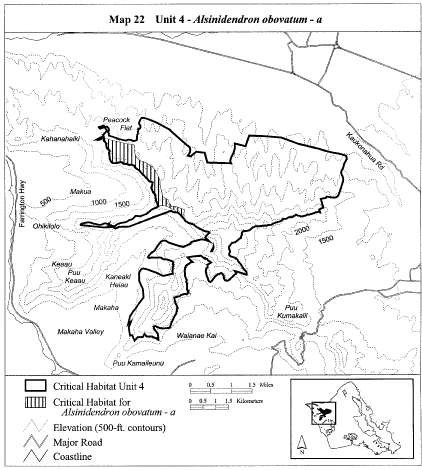 Map 22   Unit 4 - Alsinidendron obovatum - a
Peacock
Flat
Kahanahaiki
Kaukonahua Rd
Makua
500
1000
1500
Farrington Hwy
Ohikilolo
2000
1500
Keaau
Puu
Keaau
Kaneaki
Heiau
Makaha
Puu
Kumakalii
Makaha Valley
Waianae Kai
Puu Kamaileunu
Critical Habitat Unit 4
Critical Habitat for
Alsinidendron obovatum - a
Elevation (500-ft. contours)
Major Road
Coastline
0 0.5 1 1.5 Miles
0 0.5 1 1.5 Kilometers
N